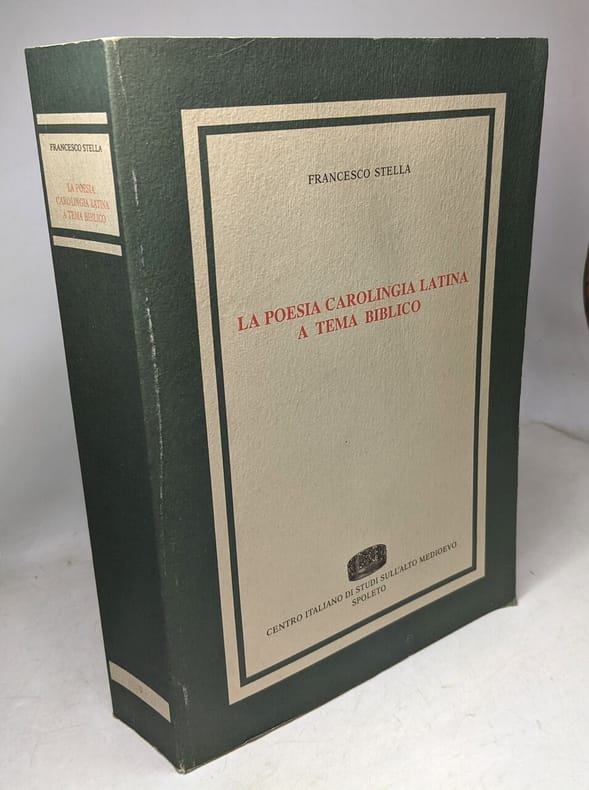 FRANCESCO STELLA
LA POESIA
CAROLINGIA LATINA
A TEMA BIBLICO
FRANCESCO STELLA
LA POESIA CAROLINGIA LATINA
A TEMA BIBLICO
CENTRO ITALIANO DI STUDI SULL'ALTO MEDIOEVO
SPOLETO